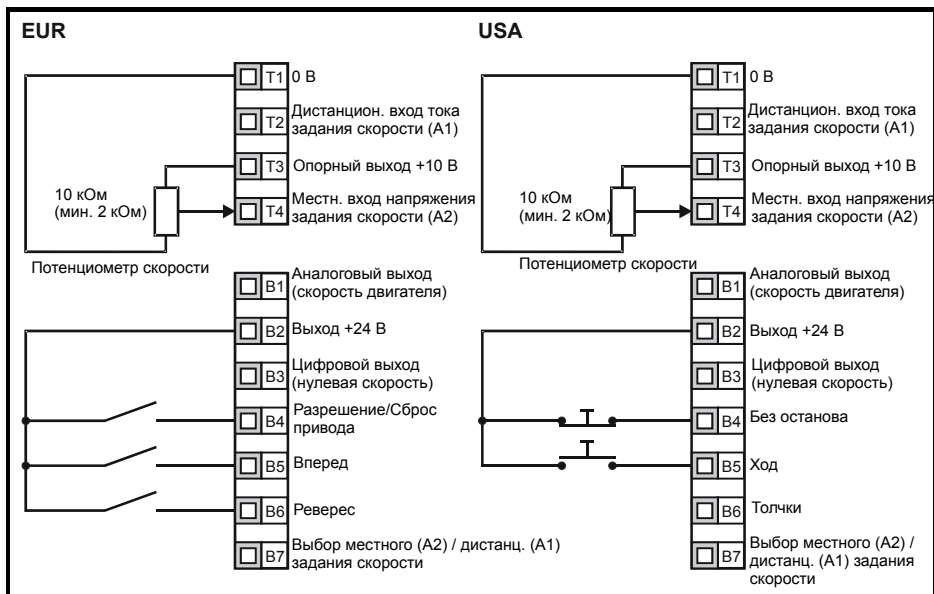 EUR
T1 0 В
T2 Дистанцион. вход тока
задания скорости (A1)
T3 Опорный выход +10 В
10 кОм
(мин. 2 кОм)
T4 Местн. вход напряжения
задания скорости (A2)
Потенциометр скорости
B1 Аналоговый выход
(скорость двигателя)
B2 Выход +24 В
B3 Цифровой выход
(нулевая скорость)
B4 Разрешение/Сброс
привода
B5 Вперед
B6 Реверес
B7 Выбор местного (A2) / дистанц. (A1)
задания скорости
USA
T1 0 В
T2 Дистанцион. вход тока
задания скорости (A1)
T3 Опорный выход +10 В
10 кОм
(мин. 2 кОм)
T4 Местн. вход напряжения
задания скорости (A2)
Потенциометр скорости
B1 Аналоговый выход
(скорость двигателя)
B2 Выход +24 В
B3 Цифровой выход
(нулевая скорость)
B4 Без останова
B5 Ход
B6 Толчки
B7 Выбор местного (A2) /
дистанц. (A1) задания
скорости